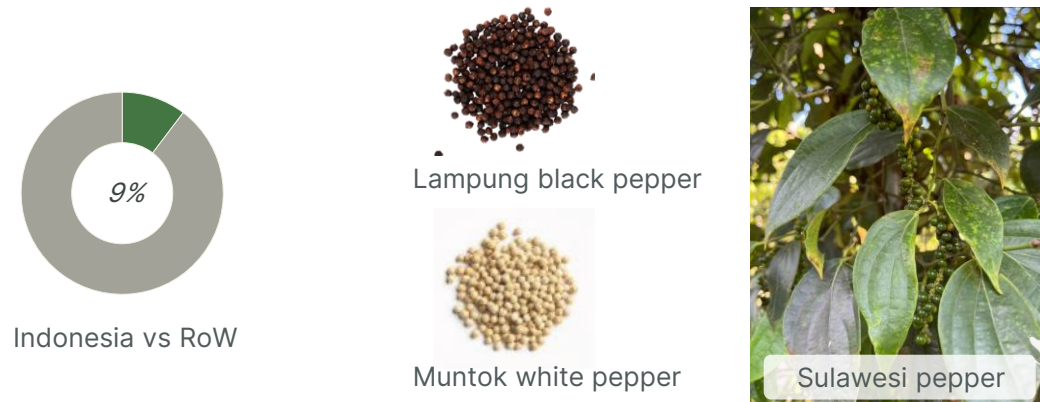 9%
Indonesia vs RoW
Lampung black pepper
Muntok white pepper
Sulawesi pepper